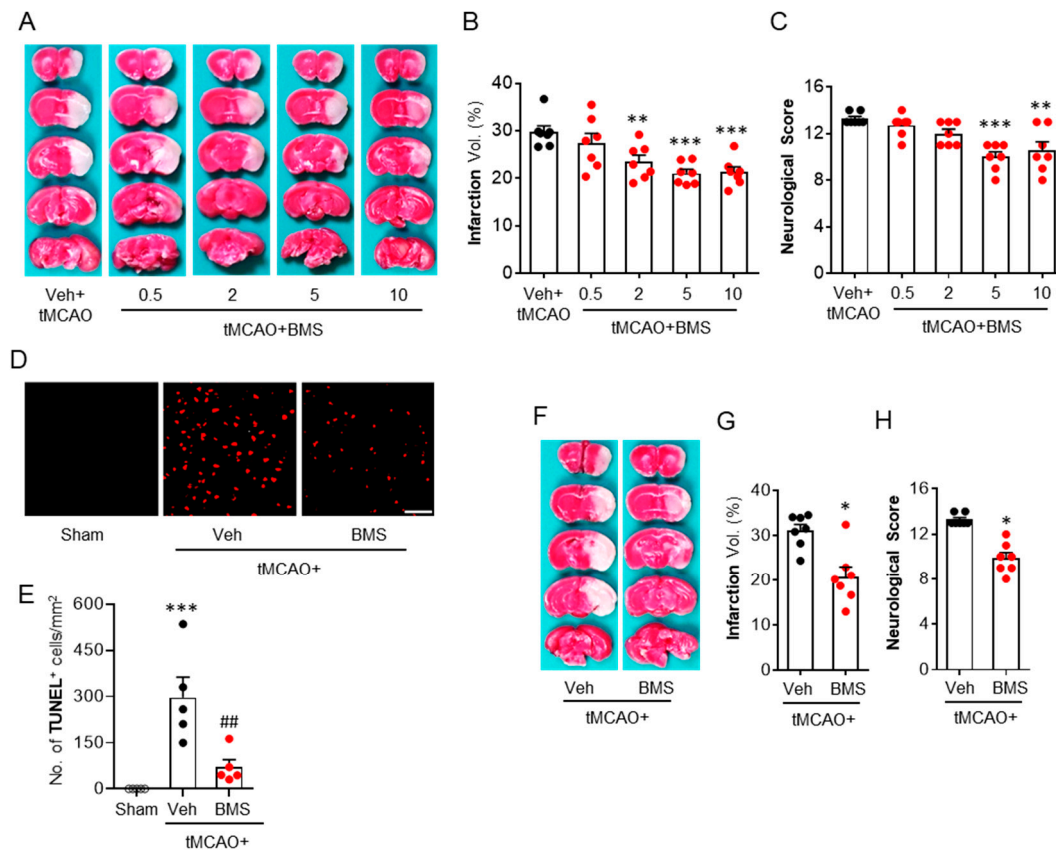 A
Veh+
tMCAO
0.5 2 5 10
tMCAO+BMS
B
Infarction Vol. (%)
40
30
20
10
0
** *** ***
Veh+
tMCAO
0.5 2 5 10
tMCAO+BMS
C
Neurological Score
16
12
8
4
0
*** **
Veh+
tMCAO
0.5 2 5 10
tMCAO+BMS
D
Sham Veh BMS
tMCAO+
E
No. of TUNEL+ cells/mm2
600
450
300
150
0
***
##
Sham Veh BMS
tMCAO+
F
Veh BMS
tMCAO+
G
Infarction Vol. (%)
40
30
20
10
0
*
Veh BMS
tMCAO+
H
Neurological Score
16
12
8
4
0
*
Veh BMS
tMCAO+